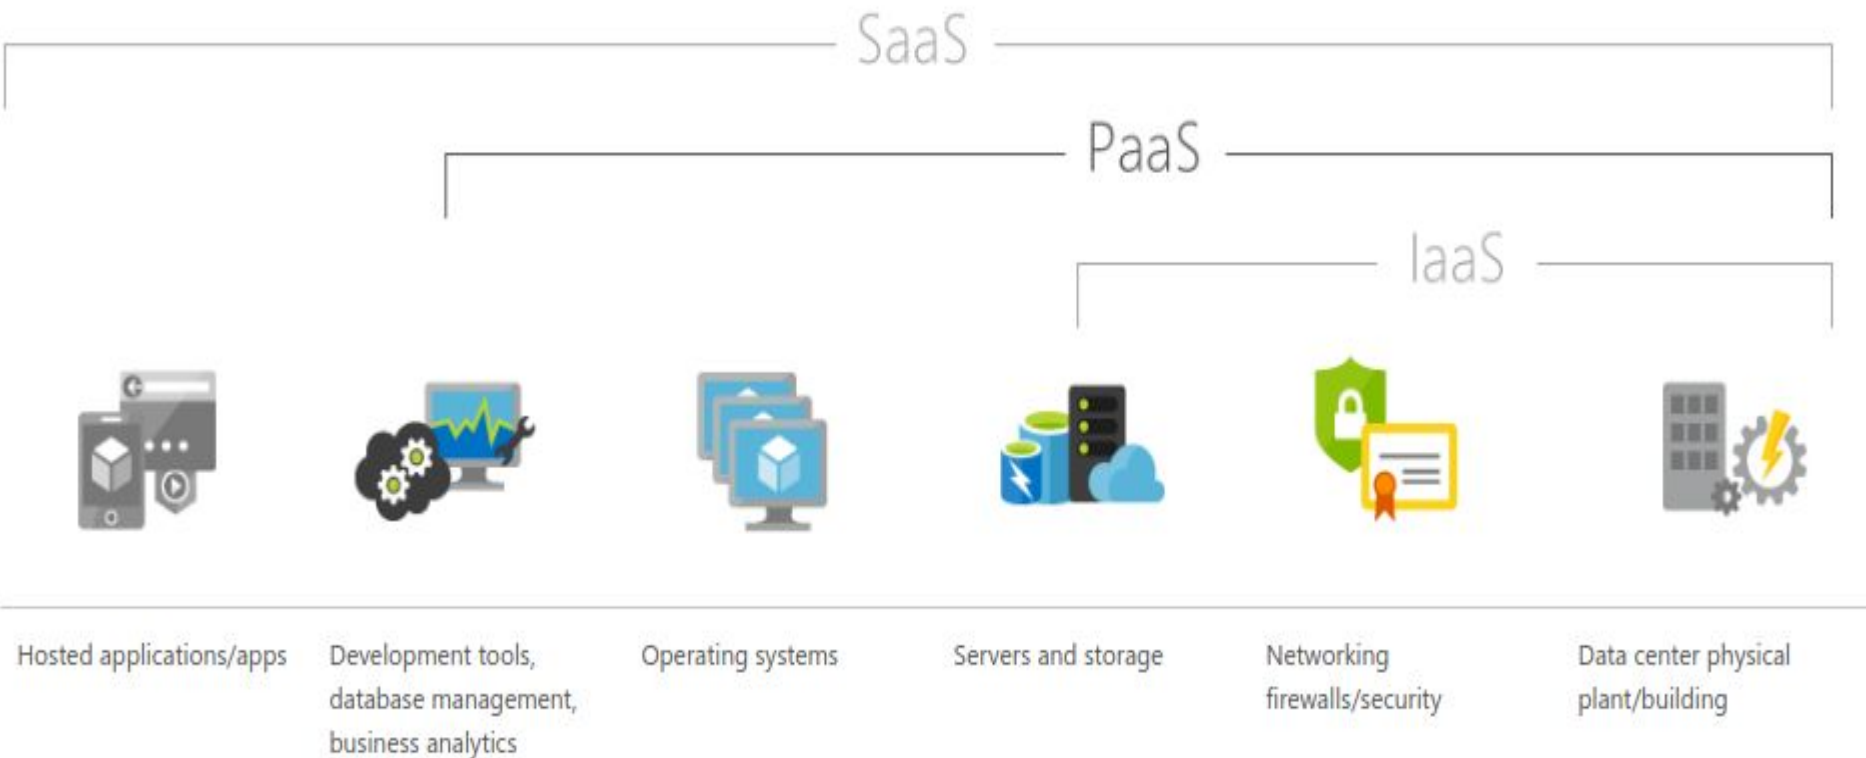 SaaS
PaaS
IaaS
Hosted applications/apps
Development tools,
database management,
business analytics
Operating systems
Servers and storage
Networking
firewalls/security
Data center physical
plant/building